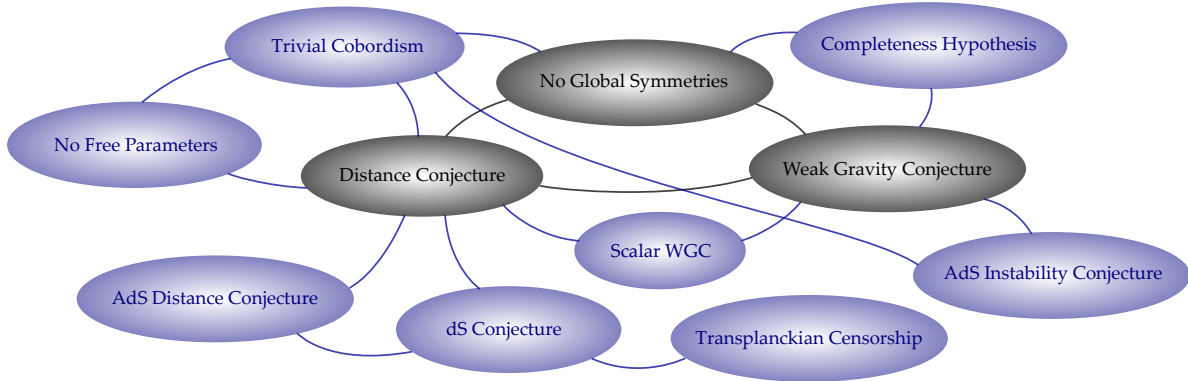 Trivial Cobordism
Completeness Hypothesis
No Global Symmetries
No Free Parameters
Distance Conjecture
Weak Gravity Conjecture
Scalar WGC
AdS Instability Conjecture
AdS Distance Conjecture
dS Conjecture
Transplanckian Censorship